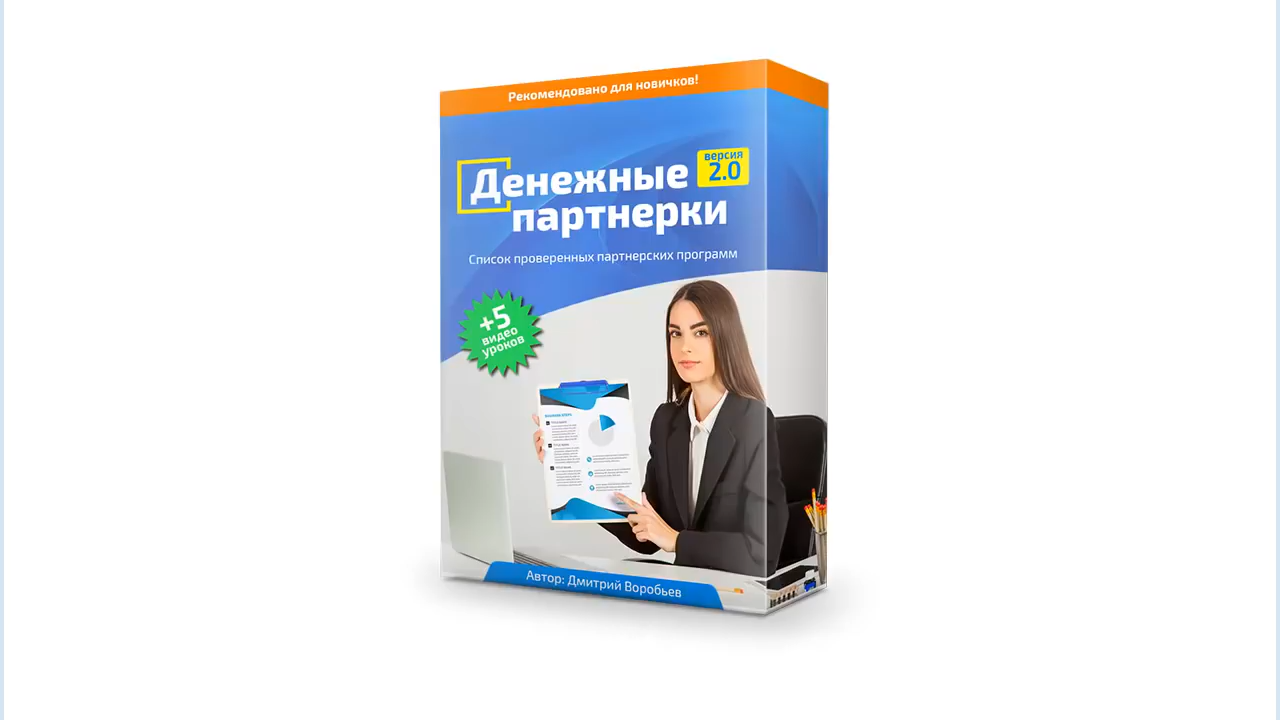 Рекомендовано для новичков!
Денежные
версия
2.0
партнерки
Список проверенных партнерских программ
+5
видео
уроков
Автор: Дмитрий Воробьев